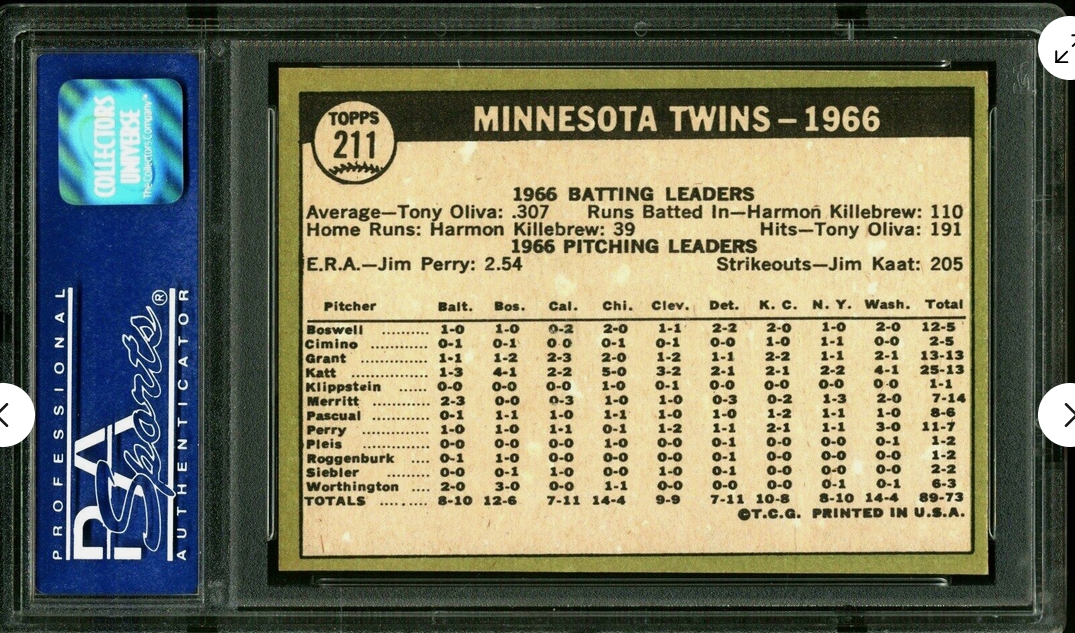 COLLECTORS
UNIVERSE
The Collectors Company
PROFESSIONAL
PSA Sports®
AUTHENTICATOR
TOPPS
211
MINNESOTA TWINS – 1966
1966 BATTING LEADERS
Average—Tony Oliva: .307 Runs Batted In—Harmon Killebrew: 110
Home Runs: Harmon Killebrew: 39 Hits—Tony Oliva: 191
1966 PITCHING LEADERS
E.R.A.—Jim Perry: 2.54 Strikeouts—Jim Kaat: 205
Pitcher Balt. Bos. Cal. Chi. Clev. Det. K. C. N. Y. Wash. Total
Boswell .......... 1-0 1-0 0-2 2-0 1-1 2-2 2-0 1-0 2-0 12-5
Cimino .......... 0-1 0-1 0-0 0-1 0-1 0-0 1-0 1-1 0-0 2-5
Grant .............. 1-1 1-2 2-3 2-0 1-2 1-1 2-2 1-1 2-1 13-13
Katt .............. 1-3 4-1 2-2 5-0 3-2 2-1 2-1 2-2 4-1 25-13
Klippstein ...... 0-0 0-0 0-0 1-0 0-1 0-0 0-0 0-0 0-0 1-1
Merritt .......... 2-3 0-0 0-3 1-0 1-0 0-3 0-2 1-3 2-0 7-14
Pascual .......... 0-1 1-1 1-0 1-1 1-1 1-0 1-2 1-1 1-0 8-6
Perry .............. 1-0 1-0 1-1 0-1 1-2 1-1 2-1 1-1 3-0 11-7
Pleis .............. 0-0 0-0 0-0 1-0 0-0 0-1 0-0 0-0 0-1 1-2
Roggenburk .... 0-1 1-0 0-0 0-0 0-0 0-1 0-0 0-0 0-0 1-2
Siebler .......... 0-0 0-1 1-0 0-0 1-0 0-1 0-0 0-0 0-0 2-2
Worthington .... 2-0 3-0 0-0 1-1 0-0 0-0 0-0 0-1 0-1 6-3
TOTALS .......... 8-10 12-6 7-11 14-4 9-9 7-11 10-8 8-10 14-4 89-73
©T.C.G. PRINTED IN U.S.A.